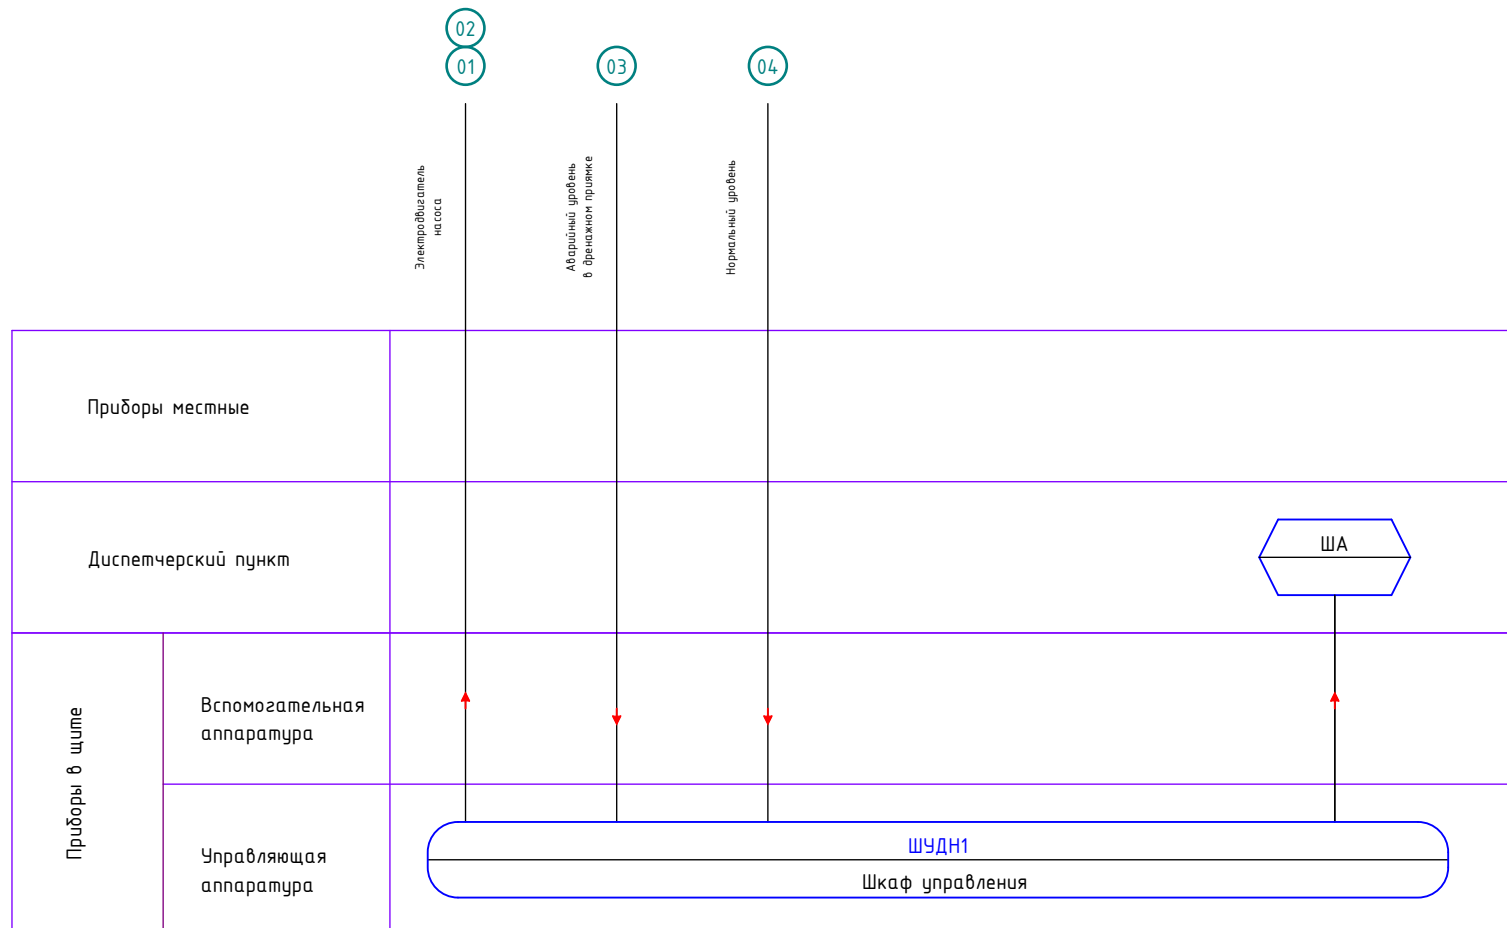 02
01
03
04
Электродвигатель
насоса
Аварийный уровень
в дренажном приямке
Нормальный уровень
Приборы местные
Диспетчерский пункт
ША
Приборы в щите
Вспомогательная
аппаратура
Управляющая
аппаратура
ШУДН1
Шкаф управления